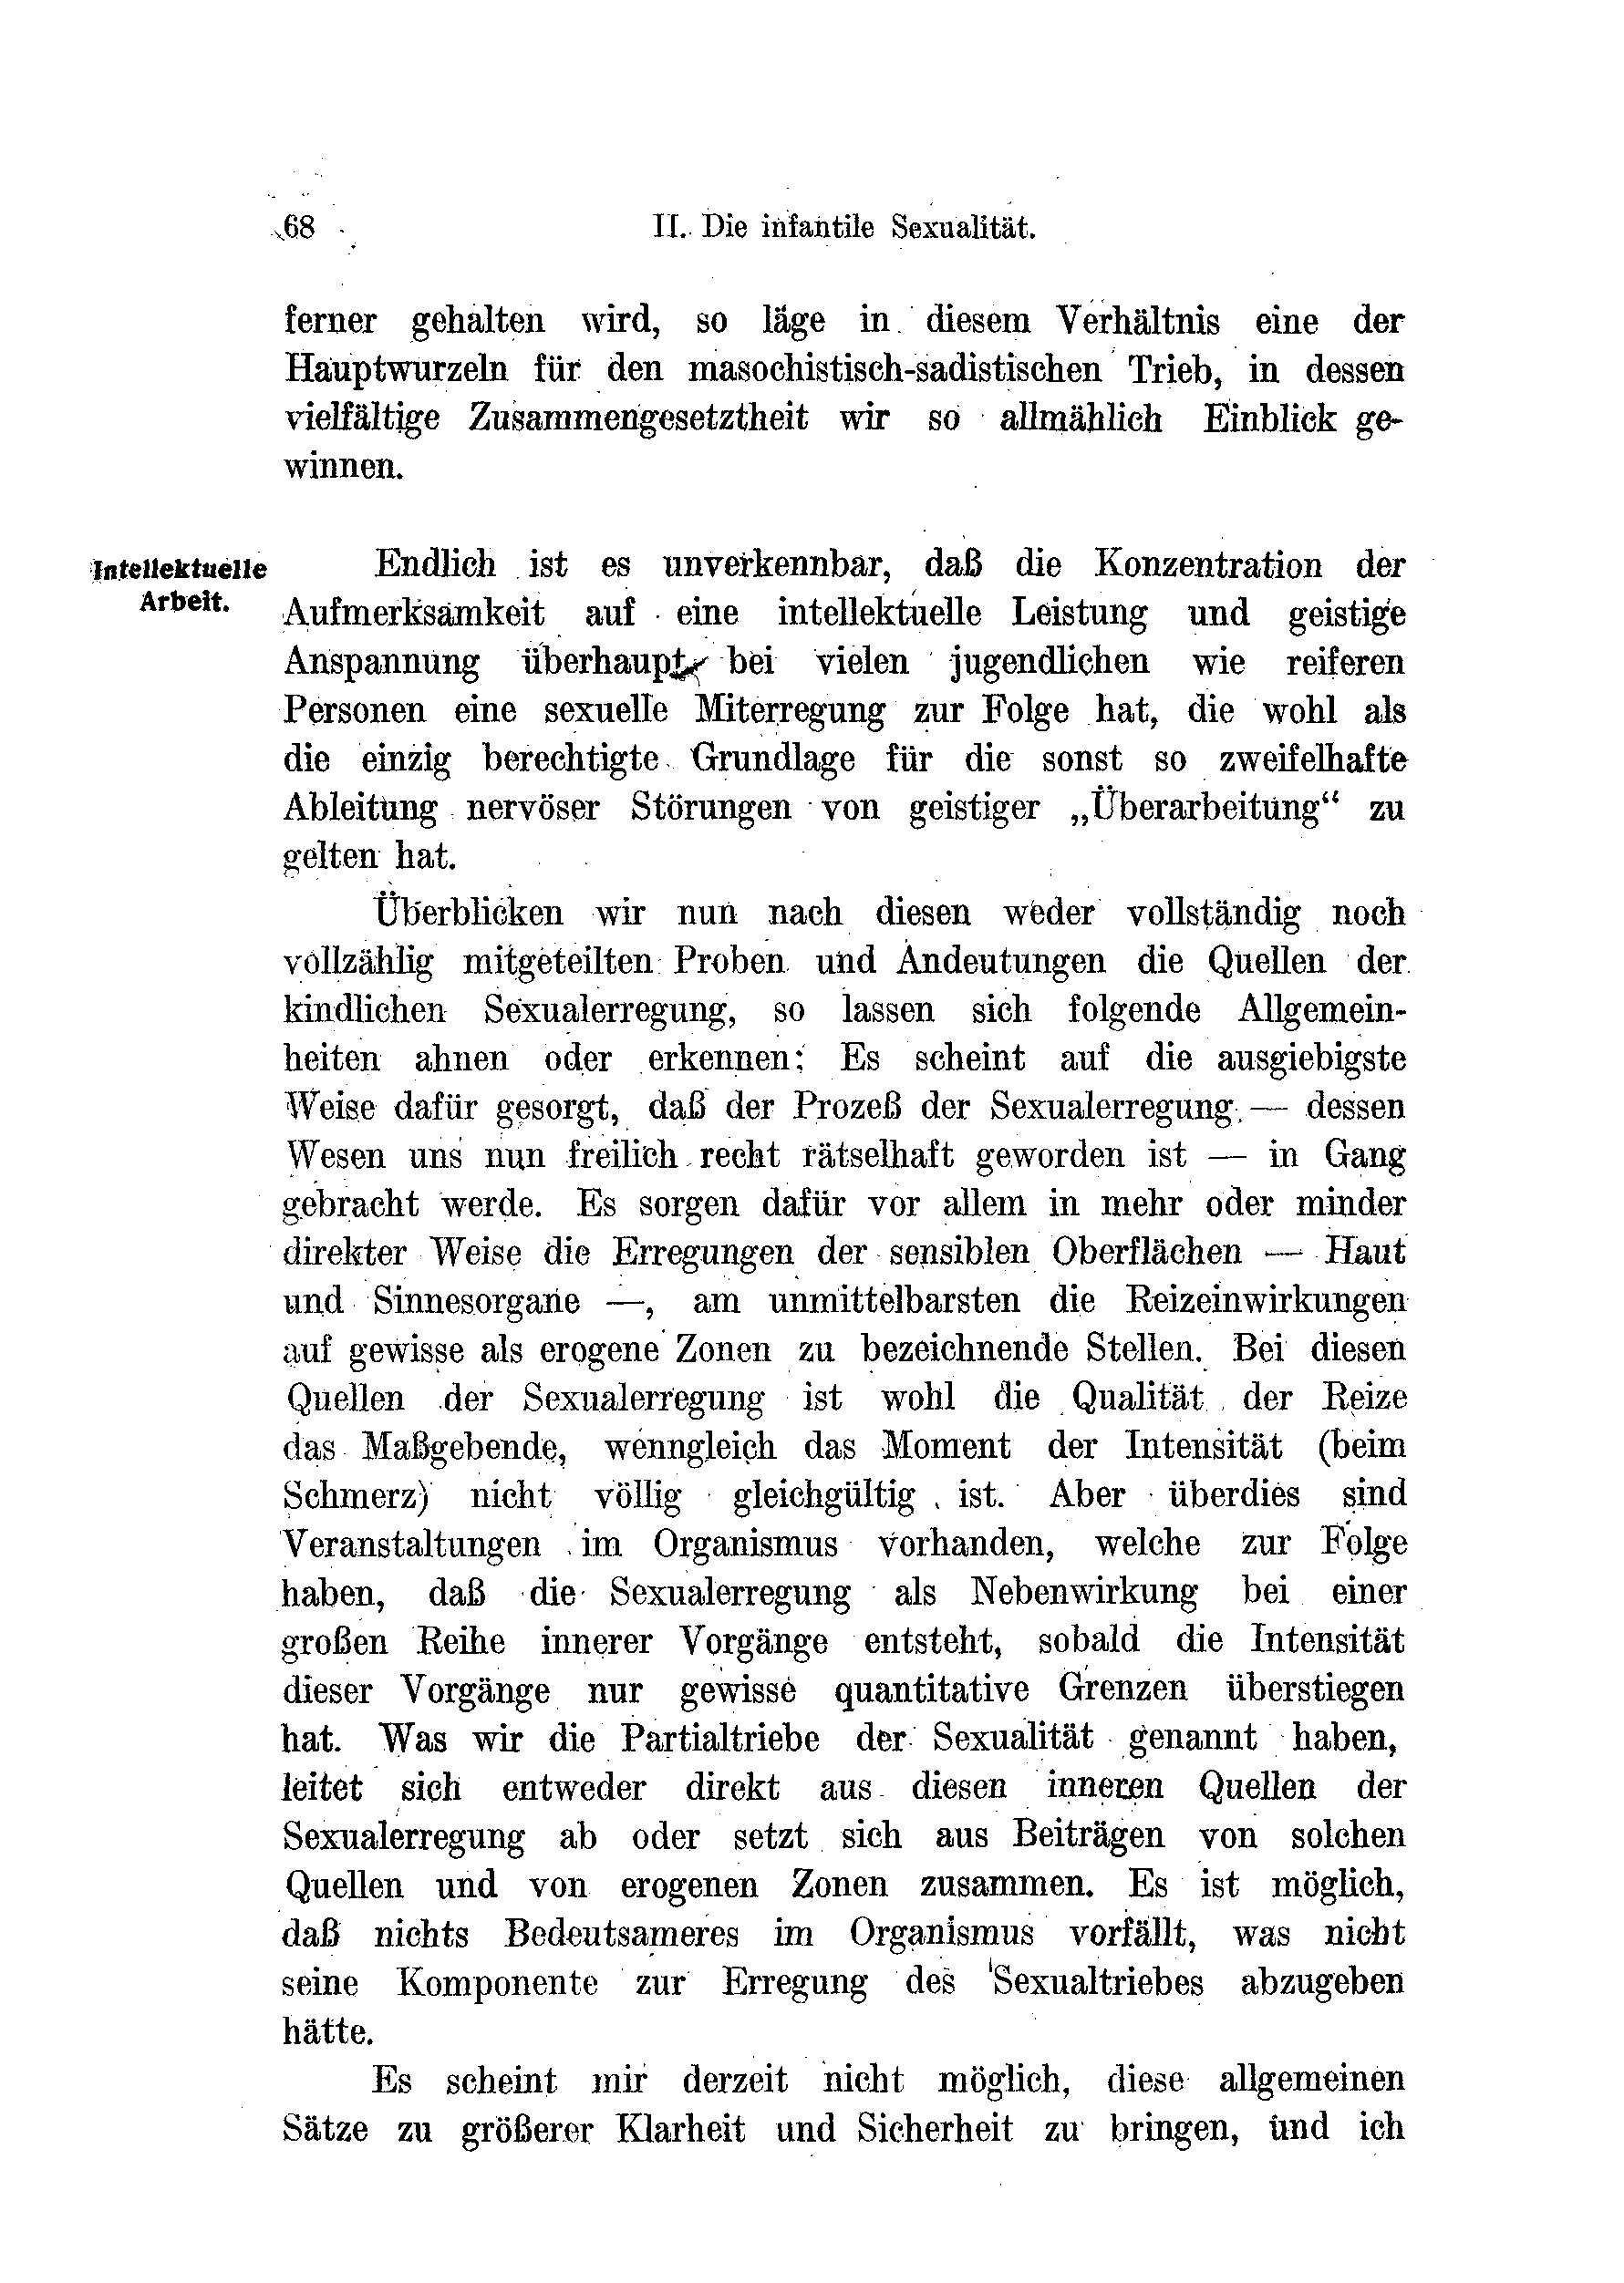 68 II. Die infantile Sexualität.
ferner gehalten wird, so läge in diesem Verhältnis eine der
Hauptwurzeln für den masochistisch-sadistischen Trieb, in dessen
vielfältige Zusammengesetztheit wir so allmählich Einblick ge-
winnen.
Intellektuelle
Arbeit.
Endlich ist es unverkennbar, daß die Konzentration der
Aufmerksamkeit auf eine intellektuelle Leistung und geistige
Anspannung überhaupt bei vielen jugendlichen wie reiferen
Personen eine sexuelle Miterregung zur Folge hat, die wohl als
die einzig berechtigte Grundlage für die sonst so zweifelhafte
Ableitung nervöser Störungen von geistiger „Überarbeitung“ zu
gelten hat.
Überblicken wir nun nach diesen weder vollständig noch
vollzählig mitgeteilten Proben und Andeutungen die Quellen der
kindlichen Sexualerregung, so lassen sich folgende Allgemein-
heiten ahnen oder erkennen: Es scheint auf die ausgiebigste
Weise dafür gesorgt, daß der Prozeß der Sexualerregung — dessen
Wesen uns nun freilich recht rätselhaft geworden ist — in Gang
gebracht werde. Es sorgen dafür vor allem in mehr oder minder
direkter Weise die Erregungen der sensiblen Oberflächen — Haut
und Sinnesorgane —, am unmittelbarsten die Reizeinwirkungen
auf gewisse als erogene Zonen zu bezeichnende Stellen. Bei diesen
Quellen der Sexualerregung ist wohl die Qualität der Reize
das Maßgebende, wenngleich das Moment der Intensität (beim
Schmerz) nicht völlig gleichgültig ist. Aber überdies sind
Veranstaltungen im Organismus vorhanden, welche zur Folge
haben, daß die Sexualerregung als Nebenwirkung bei einer
großen Reihe innerer Vorgänge entsteht, sobald die Intensität
dieser Vorgänge nur gewisse quantitative Grenzen überstiegen
hat. Was wir die Partialtriebe der Sexualität genannt haben,
leitet sich entweder direkt aus diesen inneren Quellen der
Sexualerregung ab oder setzt sich aus Beiträgen von solchen
Quellen und von erogenen Zonen zusammen. Es ist möglich,
daß nichts Bedeutsameres im Organismus vorfällt, was nicht
seine Komponente zur Erregung des Sexualtriebes abzugeben
hätte.
Es scheint mir derzeit nicht möglich, diese allgemeinen
Sätze zu größerer Klarheit und Sicherheit zu bringen, und ich